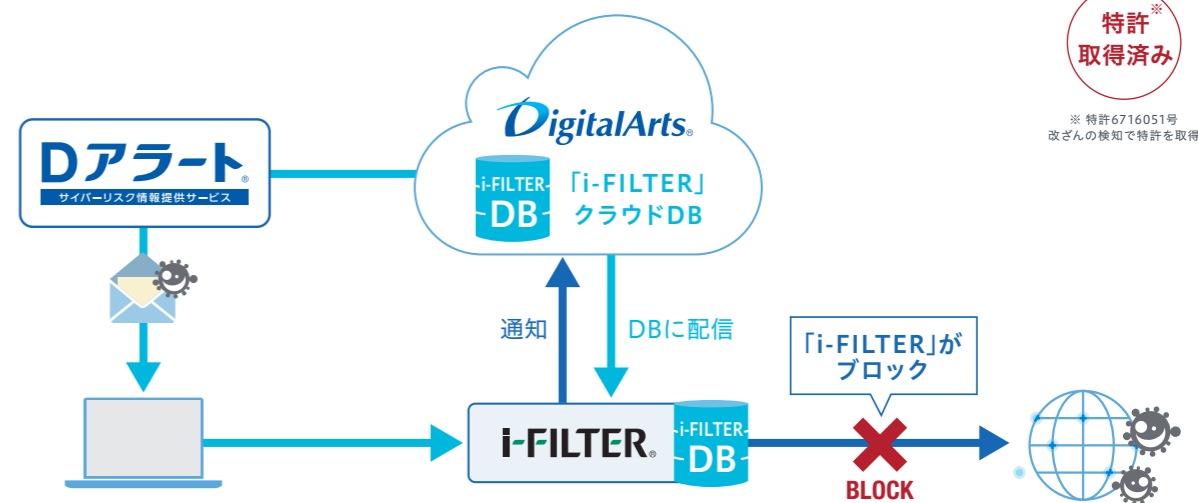 特許※
取得済み
※ 特許6716051号
改ざんの検知で特許を取得
DigitalArts®
Dアラート®
サイバーリスク情報提供サービス
i-FILTER
DB
「i-FILTER」
クラウドDB
通知
DBに配信
「i-FILTER」が
ブロック
i-FILTER®
i-FILTER
DB
BLOCK